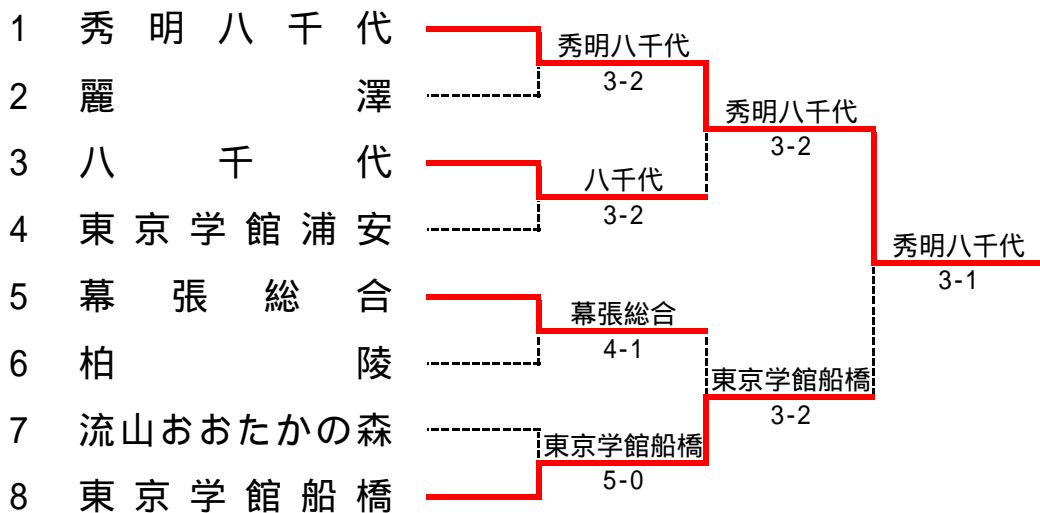 1 秀明八千代
2 麗澤
3 八千代
4 東京学館浦安
5 幕張総合
6 柏陵
7 流山おおたかの森
8 東京学館船橋
秀明八千代
3-2
八千代
3-2
幕張総合
4-1
東京学館船橋
5-0
秀明八千代
3-2
東京学館船橋
3-2
秀明八千代
3-1